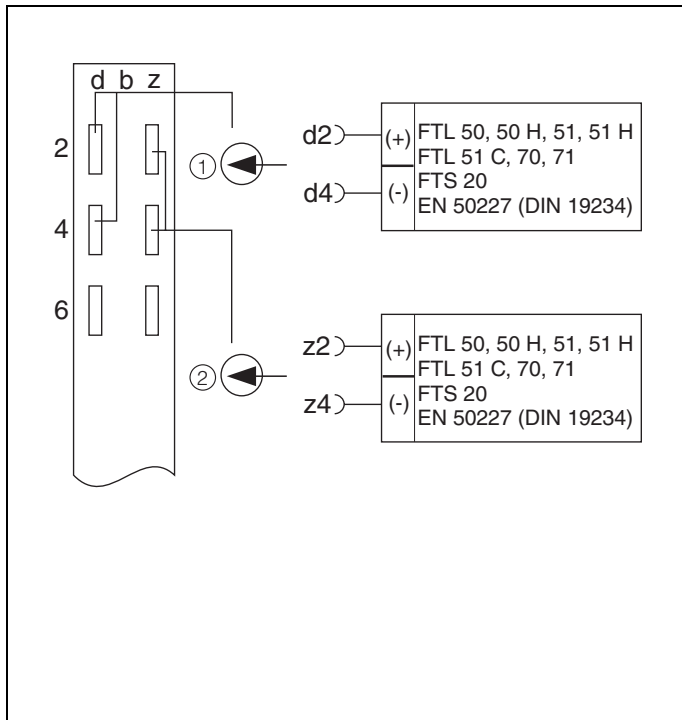 d b z
2
4
6
①
d2
d4
(+)
(-)
FTL 50, 50 H, 51, 51 H
FTL 51 C, 70, 71
FTS 20
EN 50227 (DIN 19234)
②
z2
z4
(+)
(-)
FTL 50, 50 H, 51, 51 H
FTL 51 C, 70, 71
FTS 20
EN 50227 (DIN 19234)